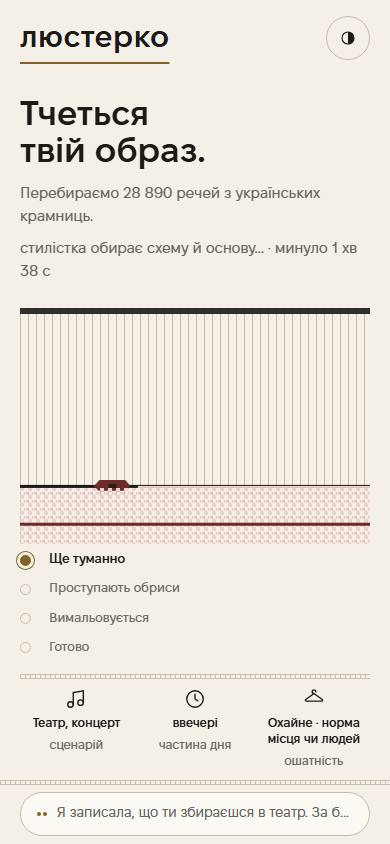 люстерко
Тчеться
твій образ.
Перебираємо 28 890 речей з українських
крамниць.
стилістка обирає схему й основу... · минуло 1 хв
38 с
Ще туманно
Проступають обриси
Вимальовується
Готово
Театр, концерт
сценарій
ввечері
частина дня
Охайне · норма
місця чи людей
ошатність
Я записала, що ти збираєшся в театр. За б...